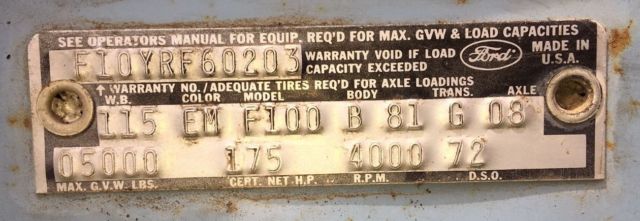 SEE OPERATORS MANUAL FOR EQUIP. REQ'D FOR MAX. GVW & LOAD CAPACITIES
F10YRF60203 WARRANTY VOID IF LOAD CAPACITY EXCEEDED Ford MADE IN U.S.A.
↑ WARRANTY NO./ADEQUATE TIRES REQ'D FOR AXLE LOADINGS
W.B. COLOR MODEL BODY TRANS. AXLE
115 EM F100 B 81 G 08
05000 175 4000 72
MAX. G.V.W. LBS. CERT. NET H.P. R.P.M. D.S.O.